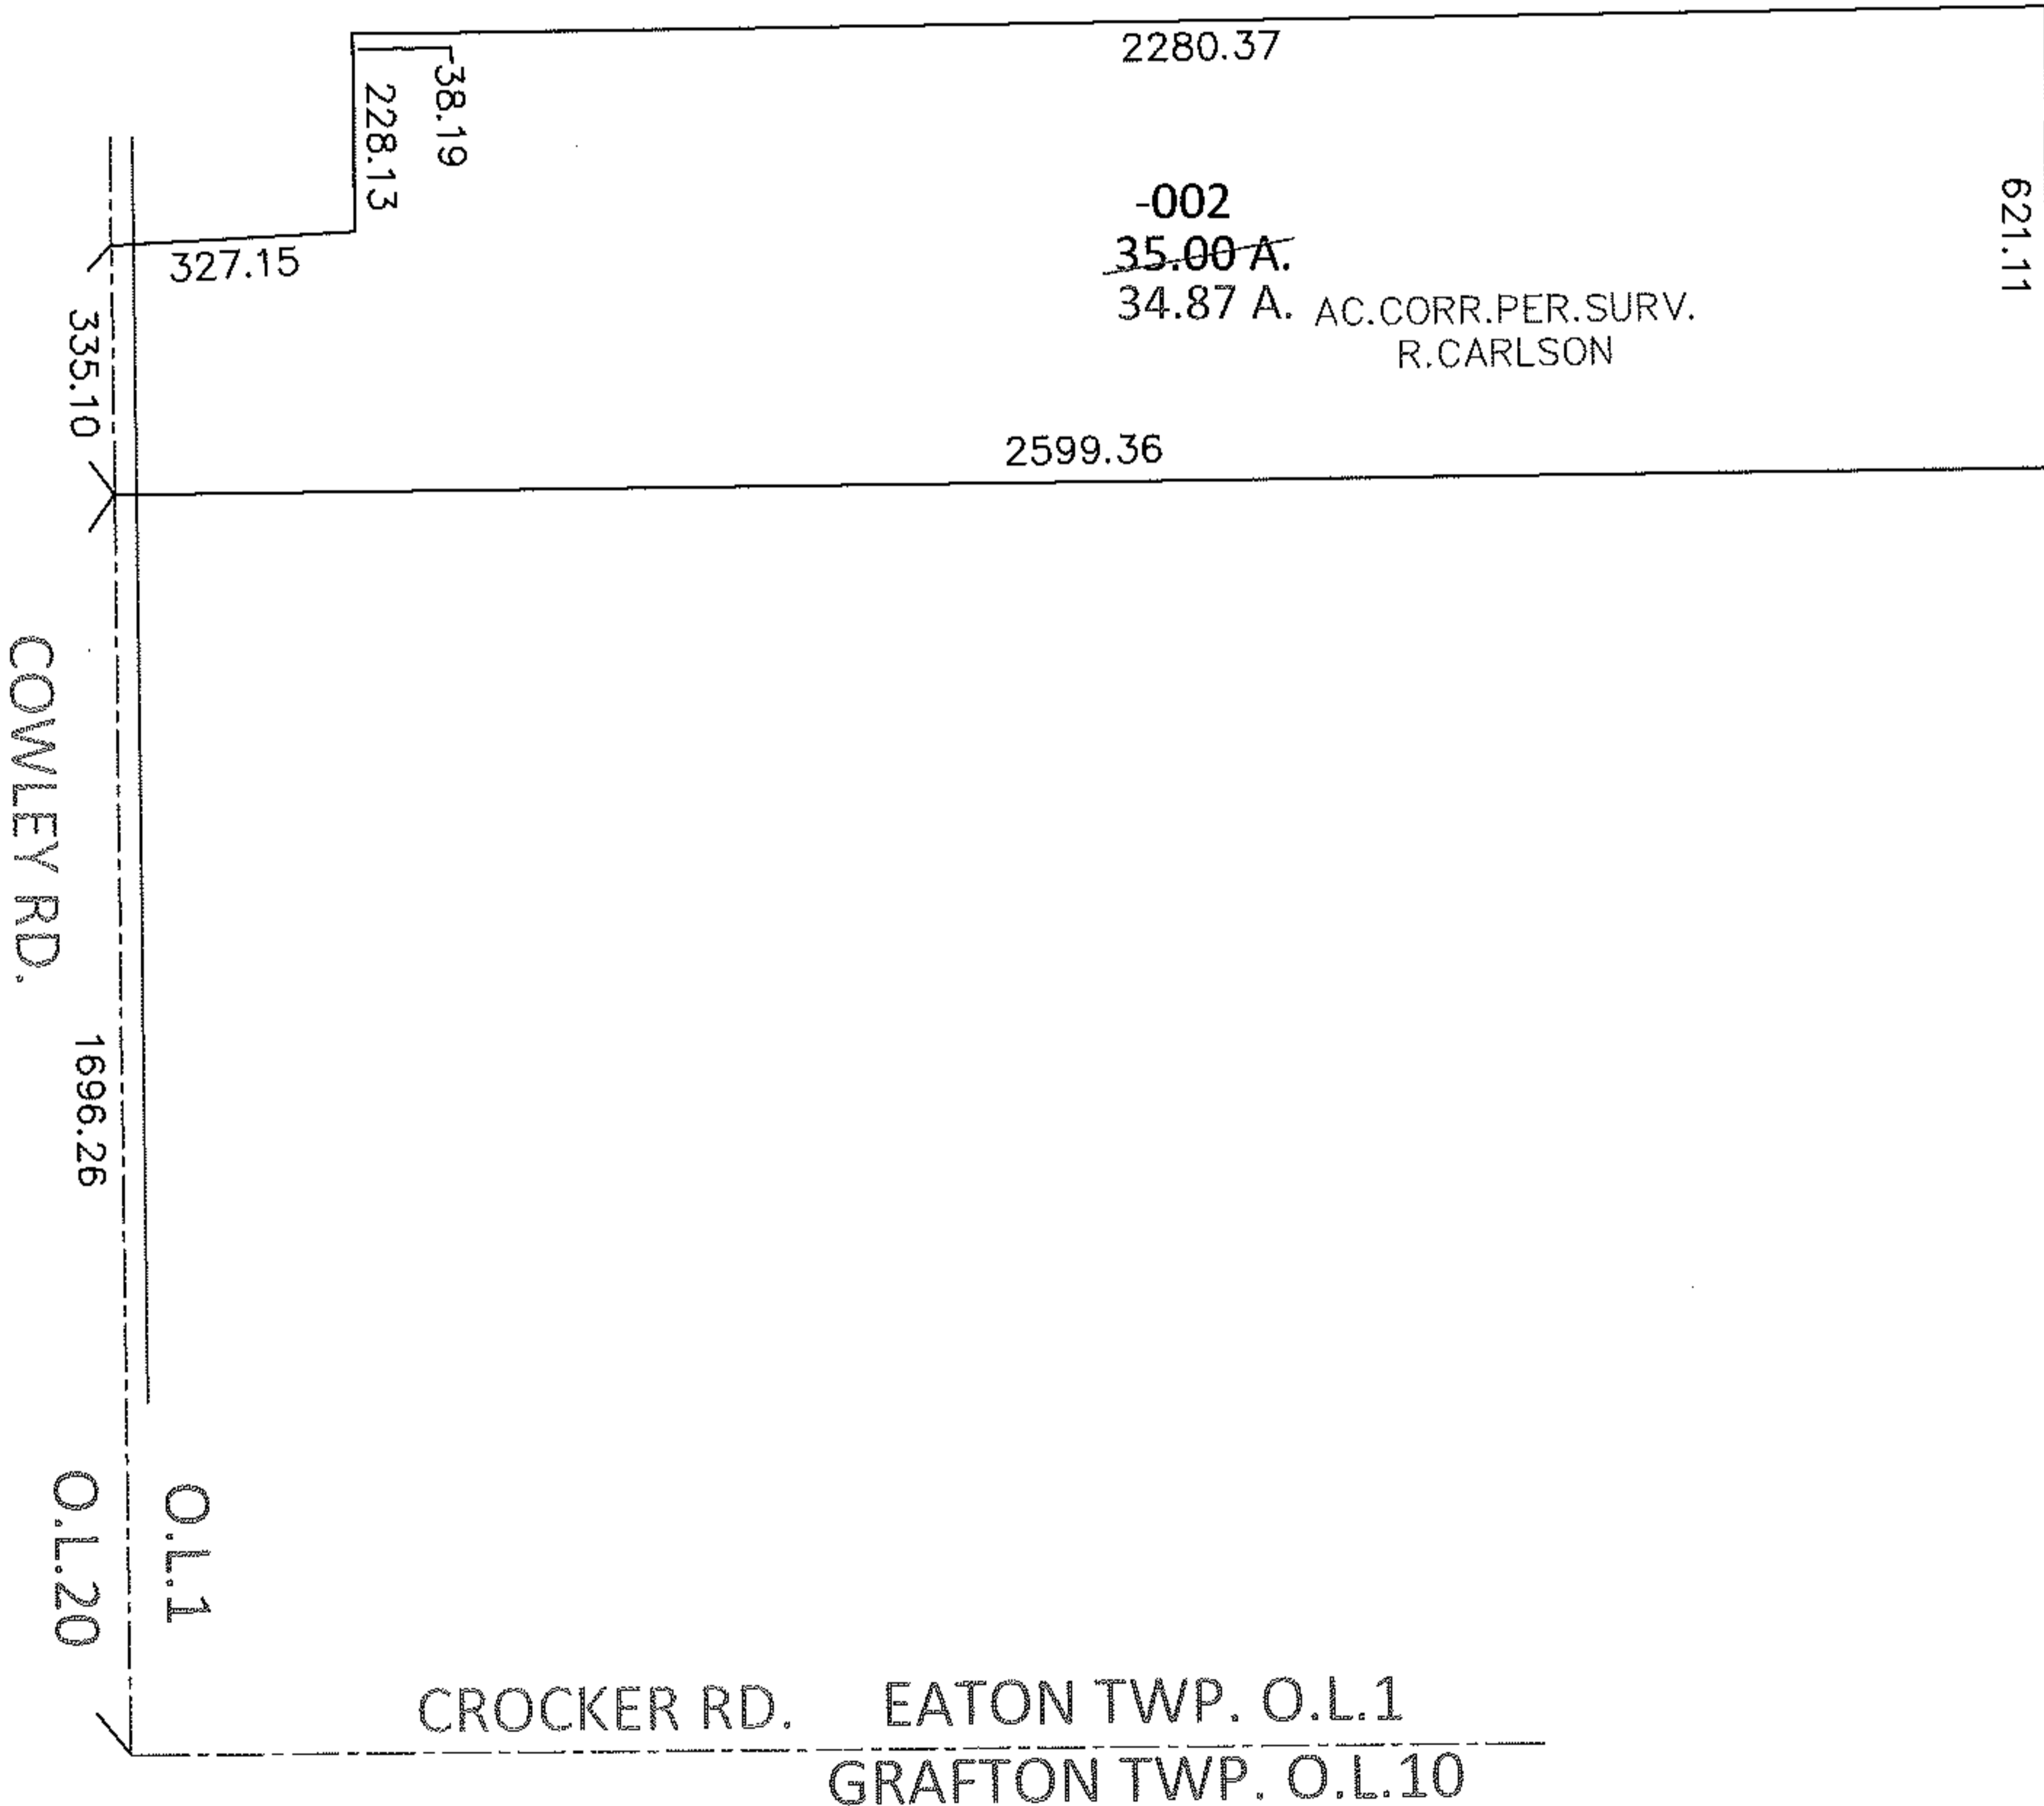 2280.37
38.19
228.13
621.11
-002
35.00 A.
34.87 A. AC.CORR.PER.SURV.
R.CARLSON
327.15
335.10
2599.36
COWLEY RD.
1696.26
O.L.1
O.L.20
CROCKER RD. EATON TWP. O.L.1
GRAFTON TWP. O.L.10